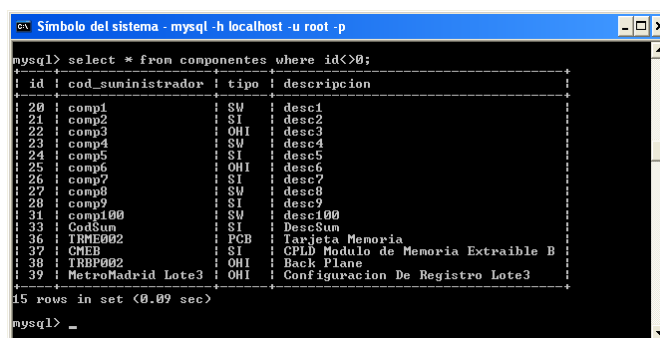 Símbolo del sistema - mysql -h localhost -u root -p
mysql> select * from componentes where id<>0;
| id | cod_suministrador | tipo | descripcion |
| 20 | comp1 | SW | desc1 |
| 21 | comp2 | SI | desc2 |
| 22 | comp3 | OHI | desc3 |
| 23 | comp4 | SW | desc4 |
| 24 | comp5 | SI | desc5 |
| 25 | comp6 | OHI | desc6 |
| 26 | comp7 | SI | desc7 |
| 27 | comp8 | SW | desc8 |
| 28 | comp9 | SI | desc9 |
| 31 | comp100 | SW | desc100 |
| 33 | CodSum | SI | DescSum |
| 36 | TRME002 | PCB | Tarjeta Memoria |
| 37 | CMEB | SI | CPLD Modulo de Memoria Extraible B |
| 38 | TRBP002 | OHI | Back Plane |
| 39 | MetroMadrid Lote3 | OHI | Configuracion De Registro Lote3 |
15 rows in set (0.09 sec)
mysql> _